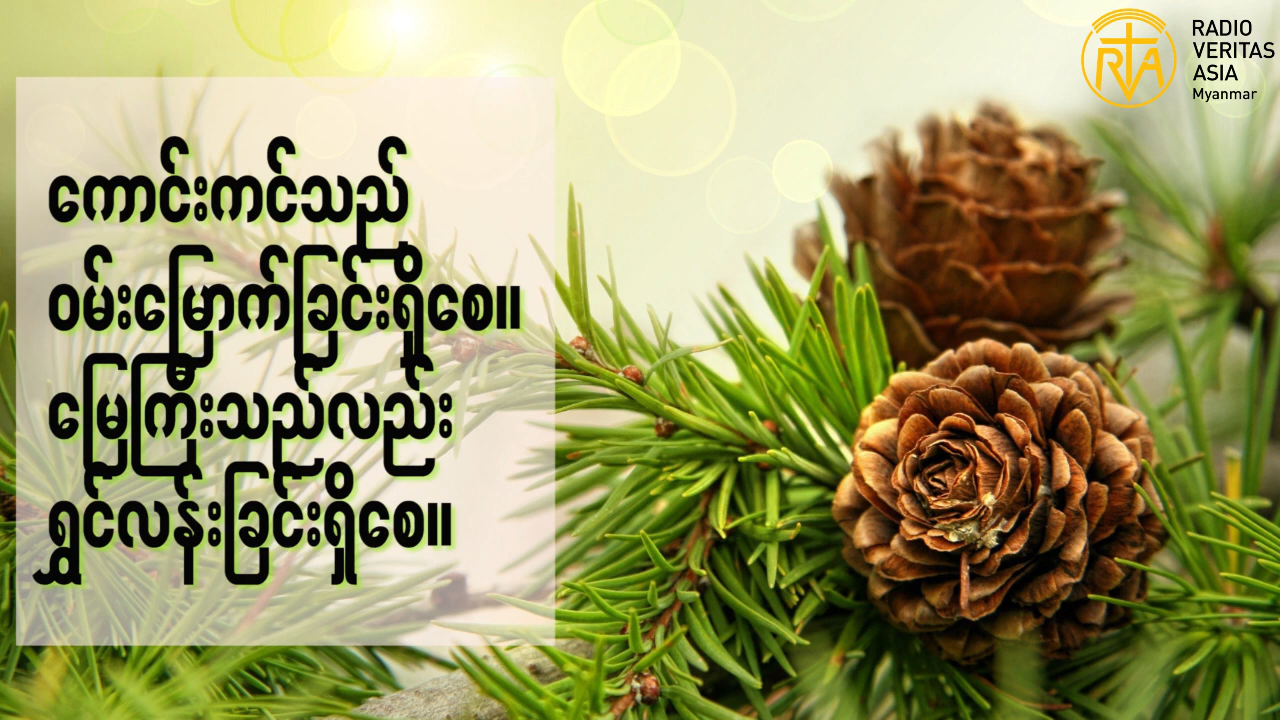 ကောင်းကင်သည်
ဝမ်းမြောက်ခြင်းရှိစေ။
မြေကြီးသည်လည်း
ရွှင်လန်းခြင်းရှိစေ။
RVA
RADIO
VERITAS
ASIA
Myanmar